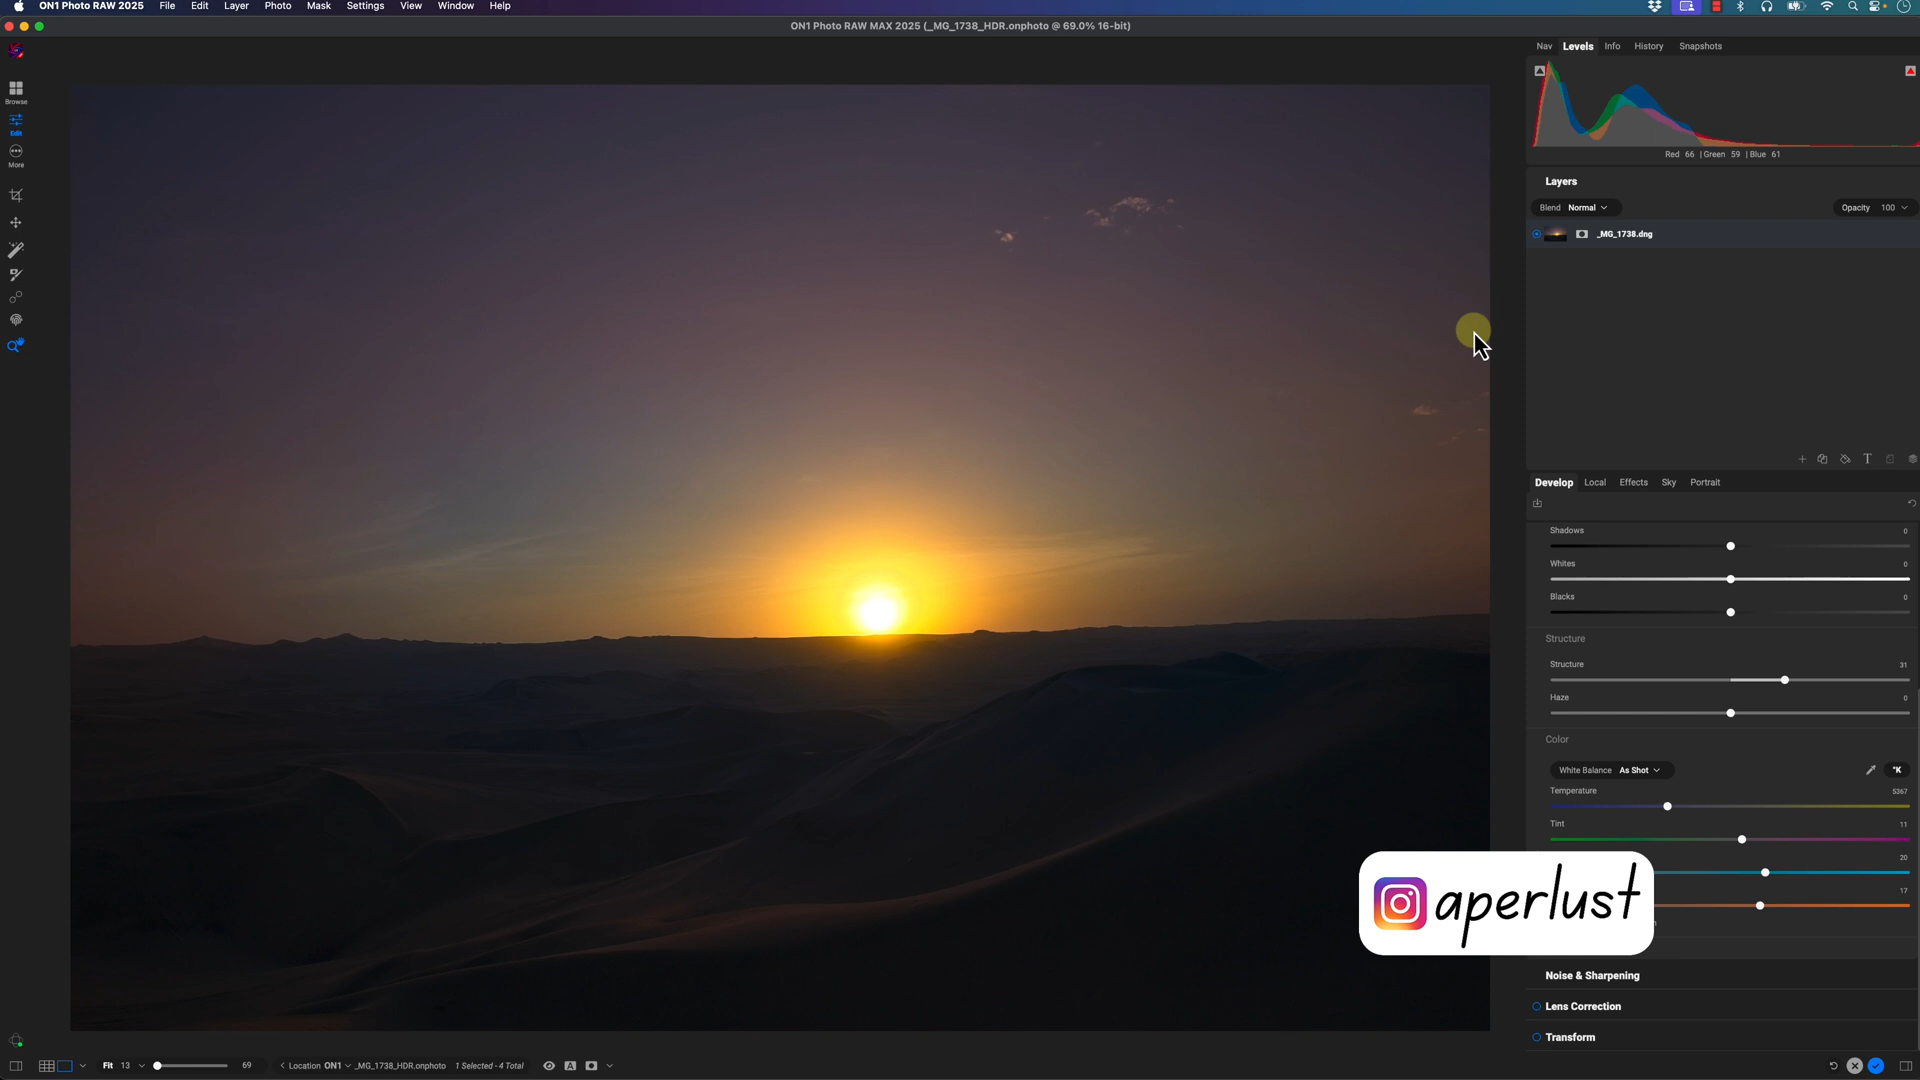 ON1 Photo RAW MAX 2025 File Edit Layer Photo Mask Settings View Window Help
ON1 Photo RAW MAX 2025 (_MG_1738_HDR.onphoto @ 69.0% 16-bit)
Nav Levels Info History Snapshots
Browse
Edit
More
Red 66 | Green 59 | Blue 61
Layers
Blend Normal
Opacity 100
_MG_1738.dng
Develop Local Effects Sky Portrait
Shadows 0
Whites 0
Blacks 0
Structure
Structure 31
Haze 0
Color
White Balance As Shot
°K
Temperature 5367
Tint 11
20
17
aperlust
Noise & Sharpening
Lens Correction
Transform
Fit 13 69
< Location ON1 _MG_1738_HDR.onphoto 1 Selected - 4 Total
A